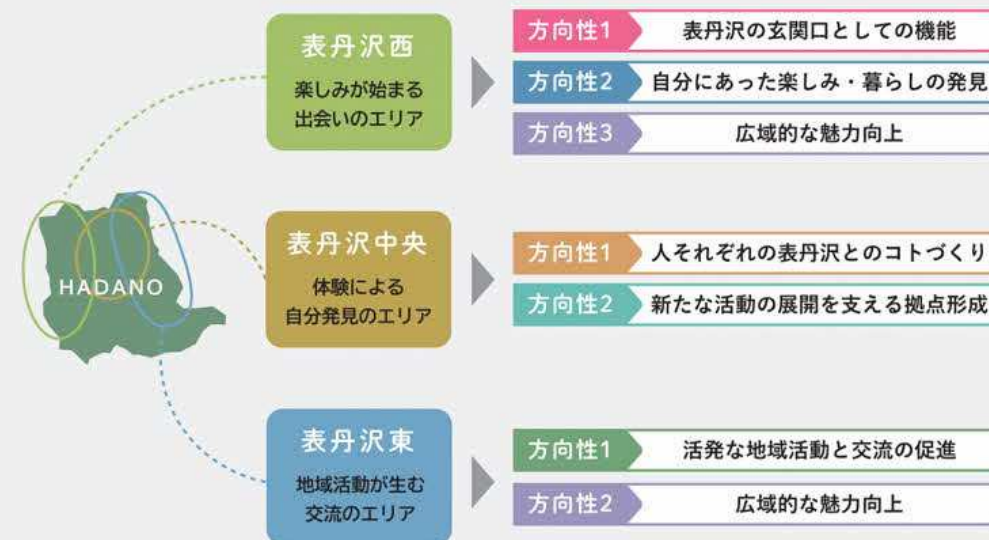 HADANO
表丹沢西
楽しみが始まる
出会いのエリア
方向性1 表丹沢の玄関口としての機能
方向性2 自分にあった楽しみ・暮らしの発見
方向性3 広域的な魅力向上
表丹沢中央
体験による
自分発見のエリア
方向性1 人それぞれの表丹沢とのコトづくり
方向性2 新たな活動の展開を支える拠点形成
表丹沢東
地域活動が生む
交流のエリア
方向性1 活発な地域活動と交流の促進
方向性2 広域的な魅力向上